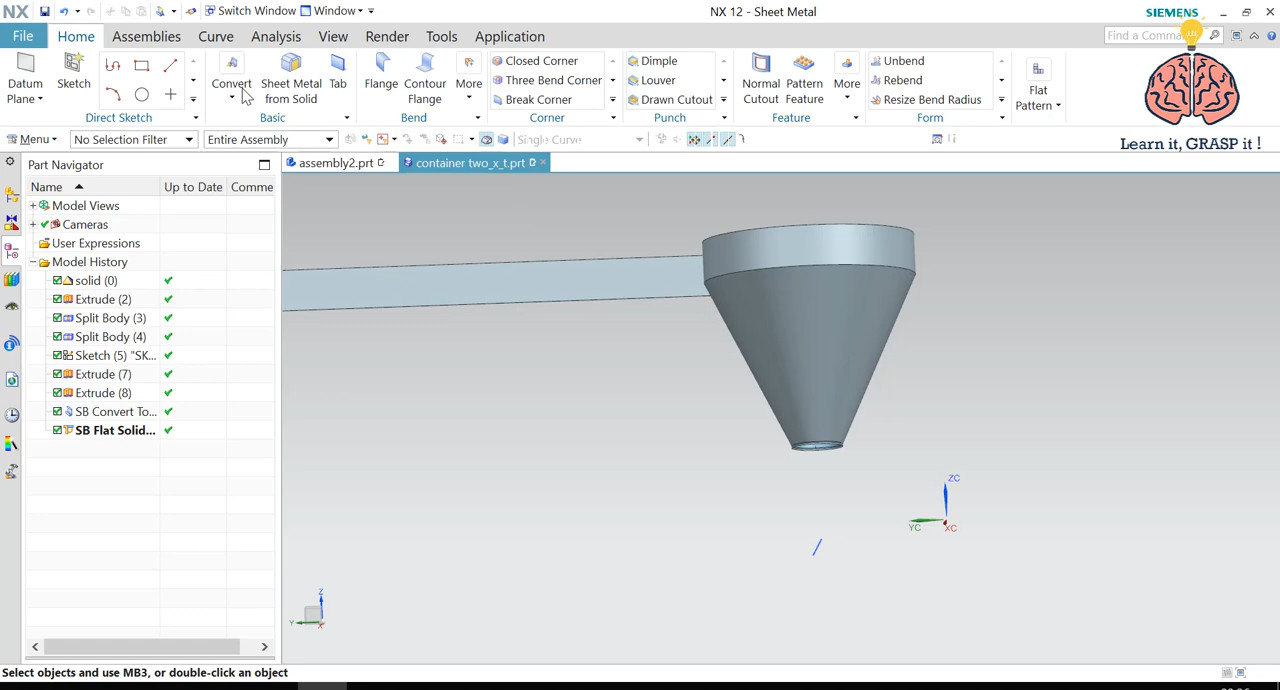 NX Switch Window Window NX 12 - Sheet Metal SIEMENS
File Home Assemblies Curve Analysis View Render Tools Application Find a Comma
Datum Plane Sketch Direct Sketch
Convert Sheet Metal from Solid Tab Basic
Flange Contour Flange More Bend
Closed Corner
Three Bend Corner
Break Corner
Corner
Dimple
Louver
Drawn Cutout
Punch
Normal Cutout Pattern Feature More Feature
Unbend
Rebend
Resize Bend Radius
Form
Flat Pattern
Learn it, GRASP it !
Menu No Selection Filter Entire Assembly Single Curve
Part Navigator assembly2.prt container two_x_t.prt
Name Up to Date Comme
Model Views
Cameras
User Expressions
Model History
solid (0)
Extrude (2)
Split Body (3)
Split Body (4)
Sketch (5) "SK...
Extrude (7)
Extrude (8)
SB Convert To...
SB Flat Solid...
ZC
YC
XC
Z
Y
X
Select objects and use MB3, or double-click an object